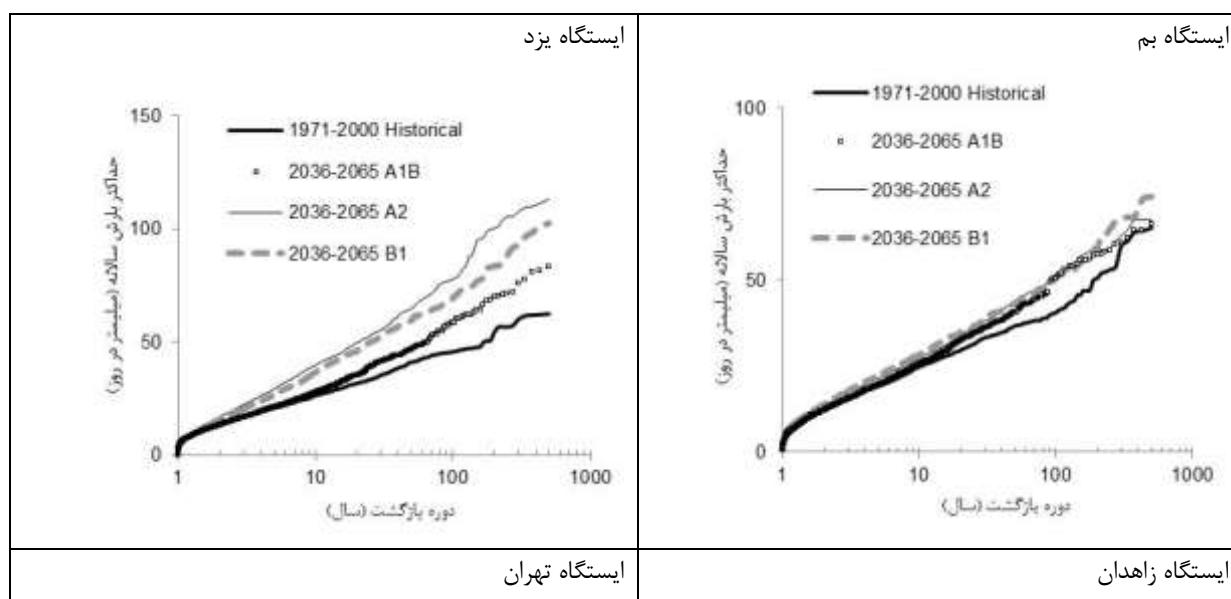 ایستگاه بم
ایستگاه یزد
100
50
0
1
10
100
1000
حداکثر بارش سالانه (میلیمتر در روز)
دوره بازگشت (سال)
1971-2000 Historical
2036-2065 A1B
2036-2065 A2
2036-2065 B1
150
100
50
0
1
10
100
1000
حداکثر بارش سالانه (میلیمتر در روز)
دوره بازگشت (سال)
1971-2000 Historical
2036-2065 A1B
2036-2065 A2
2036-2065 B1
ایستگاه زاهدان
ایستگاه تهران